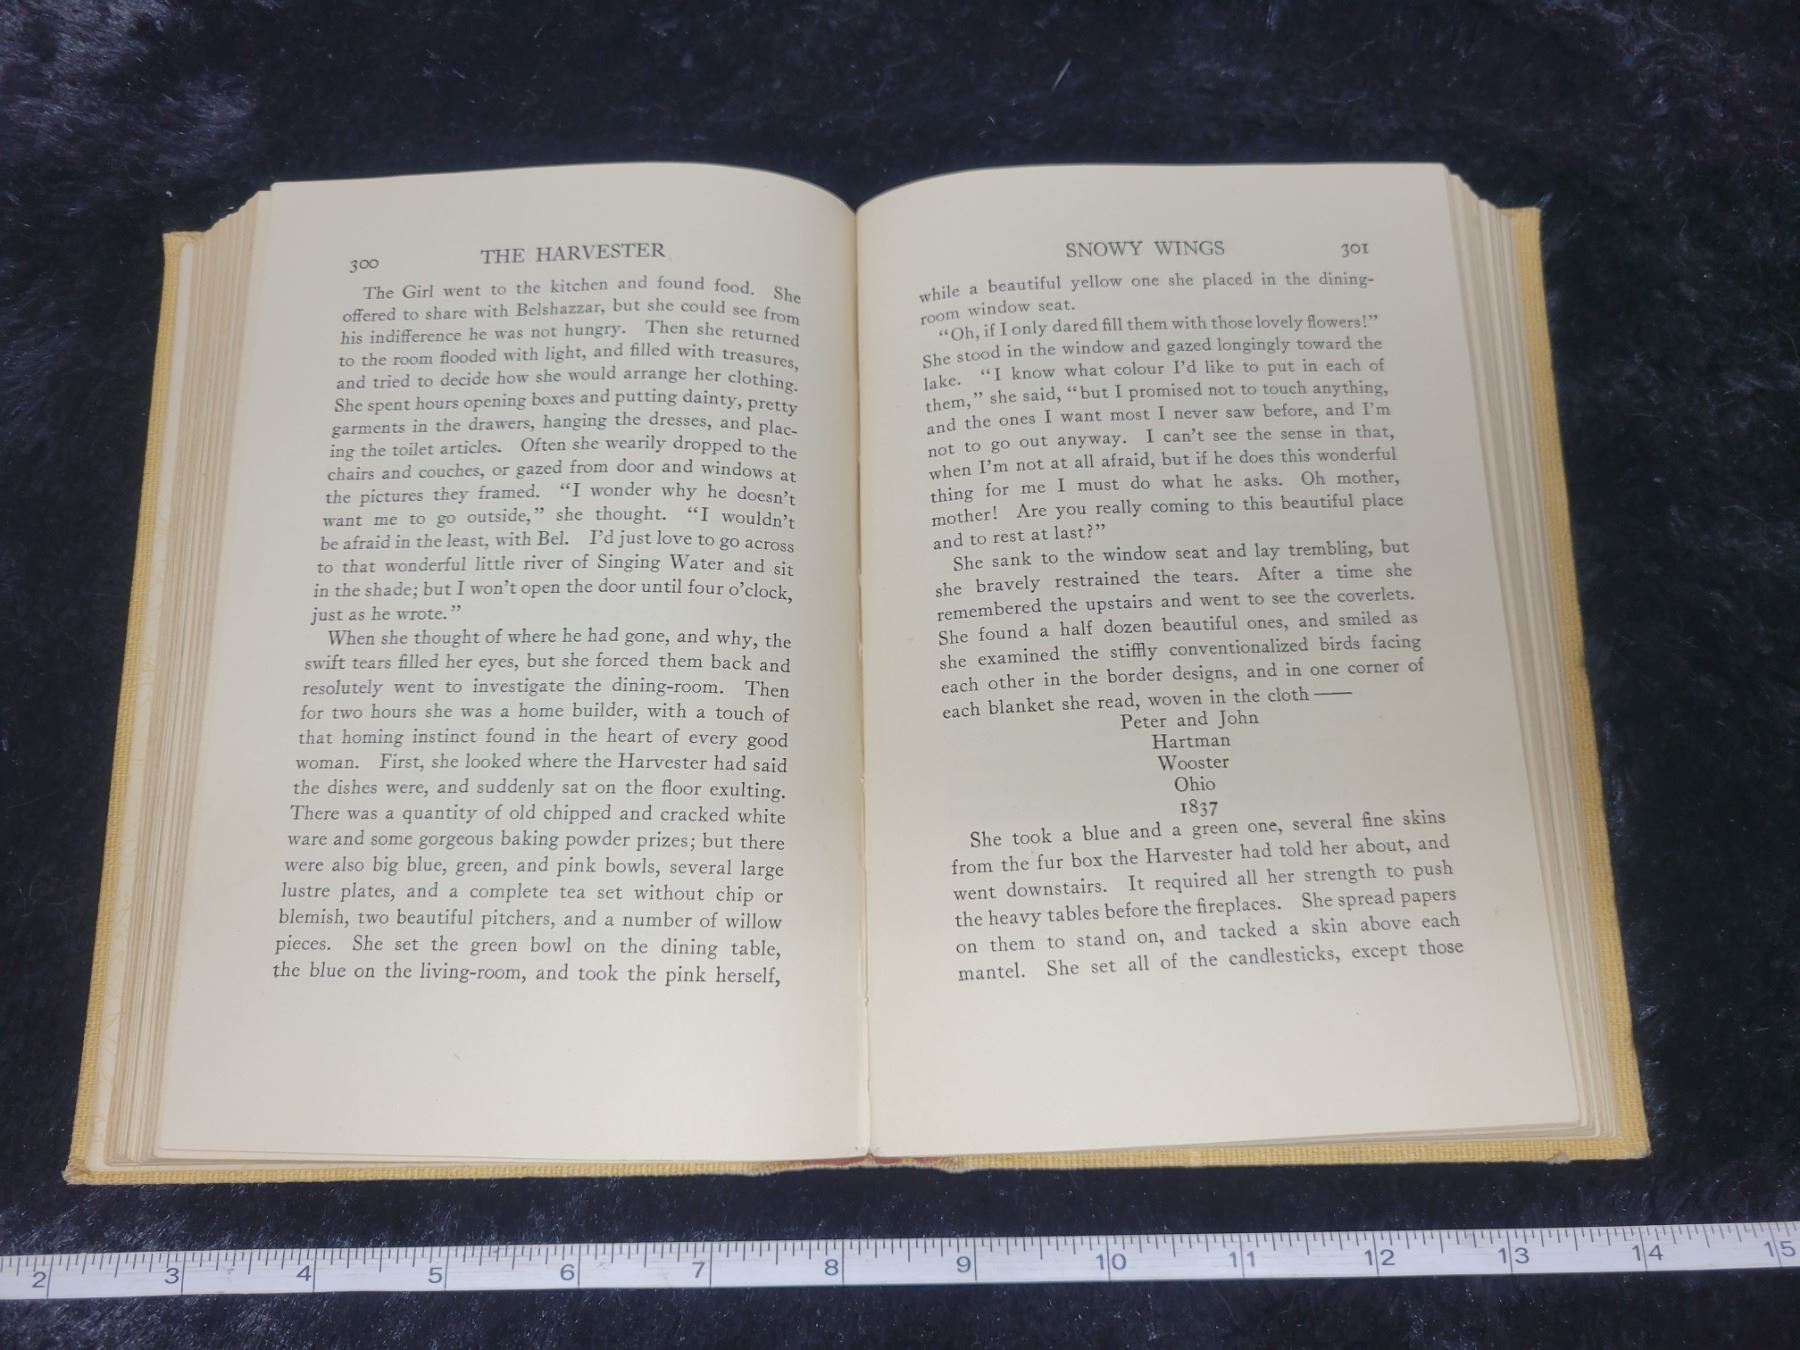 300 THE HARVESTER
The Girl went to the kitchen and found food. She
offered to share with Belshazzar, but she could see from
his indifference he was not hungry. Then she returned
to the room flooded with light, and filled with treasures,
and tried to decide how she would arrange her clothing.
She spent hours opening boxes and putting dainty, pretty
garments in the drawers, hanging the dresses, and plac-
ing the toilet articles. Often she wearily dropped to the
chairs and couches, or gazed from door and windows at
the pictures they framed. “I wonder why he doesn’t
want me to go outside,” she thought. “I wouldn’t
be afraid in the least, with Bel. I’d just love to go across
to that wonderful little river of Singing Water and sit
in the shade; but I won’t open the door until four o’clock,
just as he wrote.”
When she thought of where he had gone, and why, the
swift tears filled her eyes, but she forced them back and
resolutely went to investigate the dining-room. Then
for two hours she was a home builder, with a touch of
that homing instinct found in the heart of every good
woman. First, she looked where the Harvester had said
the dishes were, and suddenly sat on the floor exulting.
There was a quantity of old chipped and cracked white
ware and some gorgeous baking powder prizes; but there
were also big blue, green, and pink bowls, several large
lustre plates, and a complete tea set without chip or
blemish, two beautiful pitchers, and a number of willow
pieces. She set the green bowl on the dining table,
the blue on the living-room, and took the pink herself,
SNOWY WINGS 301
while a beautiful yellow one she placed in the dining-
room window seat.
“Oh, if I only dared fill them with those lovely flowers!”
She stood in the window and gazed longingly toward the
lake. “I know what colour I’d like to put in each of
them,” she said, “but I promised not to touch anything,
and the ones I want most I never saw before, and I’m
not to go out anyway. I can’t see the sense in that,
when I’m not at all afraid, but if he does this wonderful
thing for me I must do what he asks. Oh mother,
mother! Are you really coming to this beautiful place
and to rest at last?”
She sank to the window seat and lay trembling, but
she bravely restrained the tears. After a time she
remembered the upstairs and went to see the coverlets.
She found a half dozen beautiful ones, and smiled as
she examined the stiffly conventionalized birds facing
each other in the border designs, and in one corner of
each blanket she read, woven in the cloth ——
Peter and John
Hartman
Wooster
Ohio
1837
She took a blue and a green one, several fine skins
from the fur box the Harvester had told her about, and
went downstairs. It required all her strength to push
the heavy tables before the fireplaces. She spread papers
on them to stand on, and tacked a skin above each
mantel. She set all of the candlesticks, except those
2 3 4 5 6 7 8 9 10 11 12 13 14 15